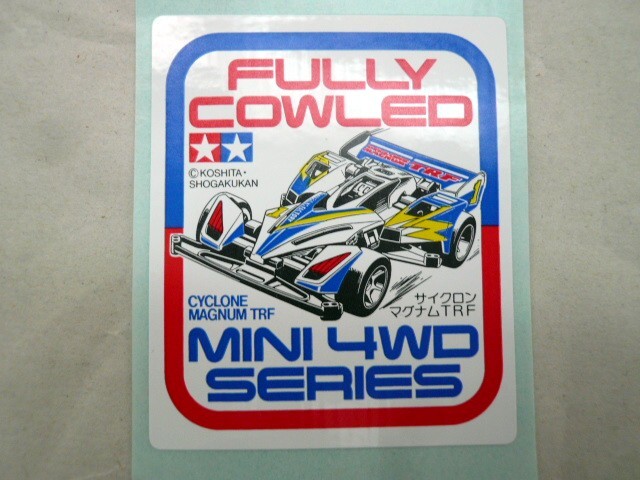 FULLY
COWLED
©KOSHITA・
SHOGAKUKAN
TRF
1
CYCLONE
MAGNUM TRF
サイクロン
マグナムTRF
MINI 4WD
SERIES